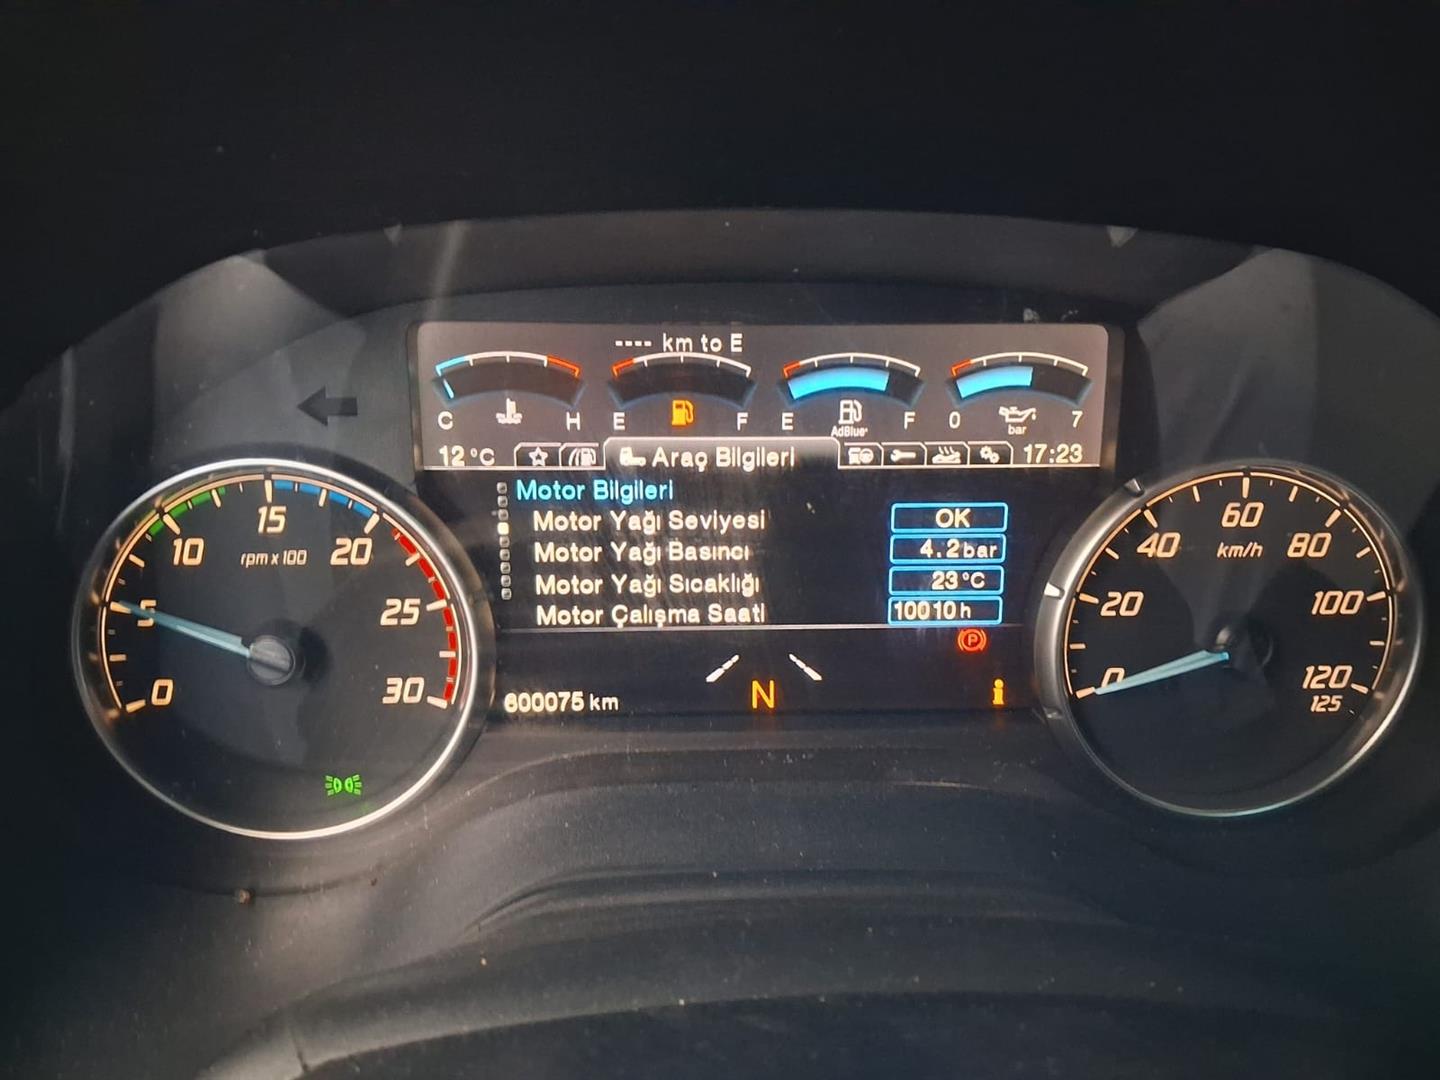 ---- km to E
C H E F E F 0 7
AdBlue®
bar
12 °C Araç Bilgileri 17:23
Motor Bilgileri
Motor Yağı Seviyesi OK
Motor Yağı Basıncı 4.2 bar
Motor Yağı Sıcaklığı 23 °C
Motor Çalışma Saati 10010 h
P
600075 km N i
0 5 10 15 20 25 30
rpm x 100
0 20 40 60 80 100 120 125
km/h